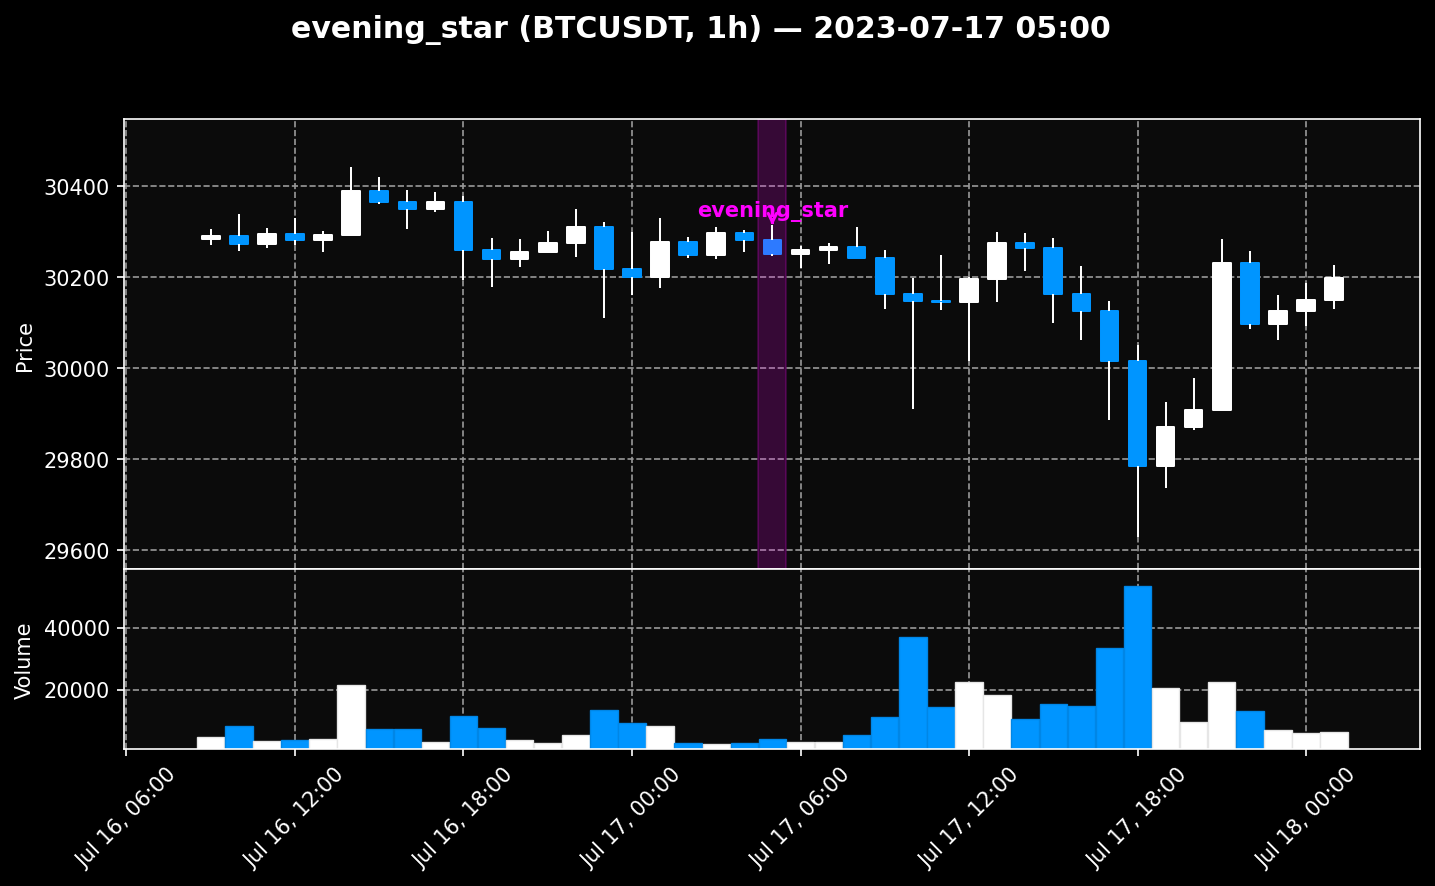 evening_star (BTCUSDT, 1h) — 2023-07-17 05:00
30400
evening_star
30200
30000
29800
29600
Price
40000
20000
Volume
Jul 16, 06:00
Jul 16, 12:00
Jul 16, 18:00
Jul 17, 00:00
Jul 17, 06:00
Jul 17, 12:00
Jul 17, 18:00
Jul 18, 00:00